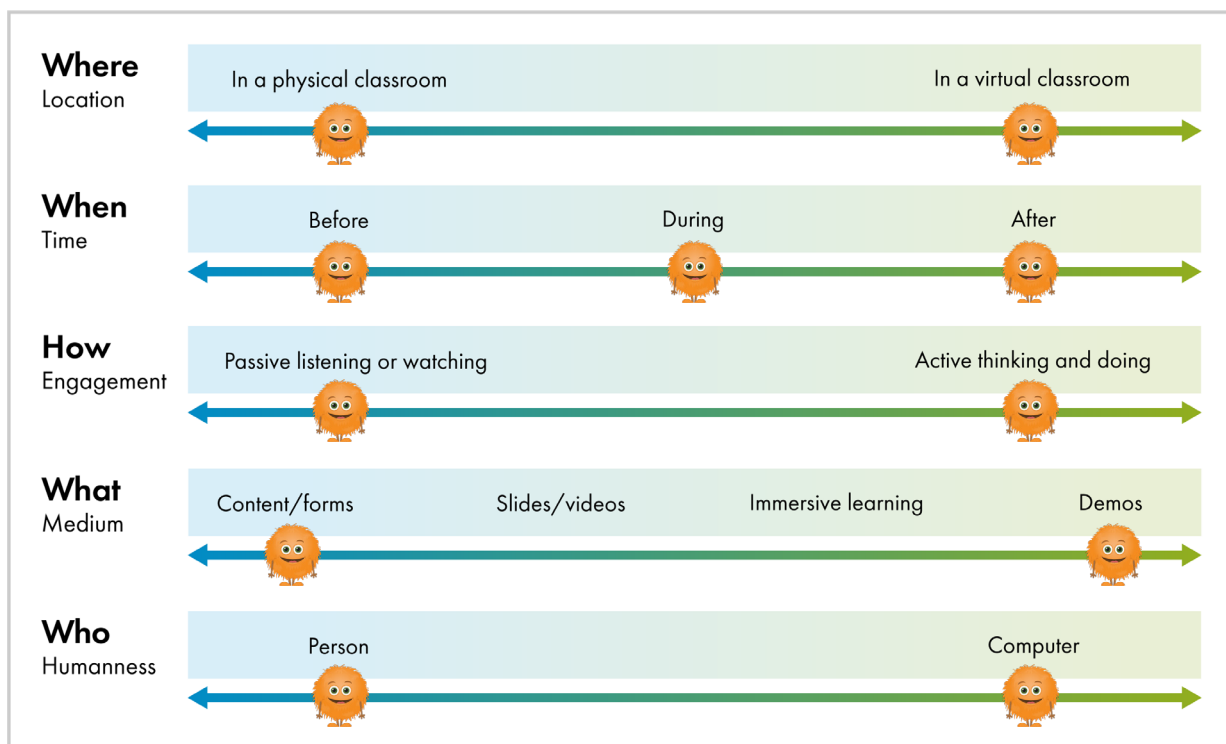 Where
Location
In a physical classroom
In a virtual classroom
When
Time
Before
During
After
How
Engagement
Passive listening or watching
Active thinking and doing
What
Medium
Content/forms
Slides/videos
Immersive learning
Demos
Who
Humanness
Person
Computer